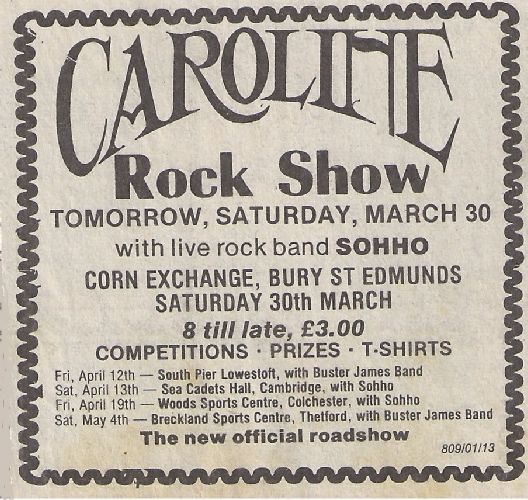 CAROLINE
Rock Show
TOMORROW, SATURDAY, MARCH 30
with live rock band SOHHO
CORN EXCHANGE, BURY ST EDMUNDS
SATURDAY 30th MARCH
8 till late, £3.00
COMPETITIONS · PRIZES · T-SHIRTS
Fri, April 12th — South Pier Lowestoft, with Buster James Band
Sat, April 13th — Sea Cadets Hall, Cambridge, with Sohho
Fri, April 19th — Woods Sports Centre, Colchester, with Sohho
Sat, May 4th — Breckland Sports Centre, Thetford, with Buster James Band
The new official roadshow
809/01/13